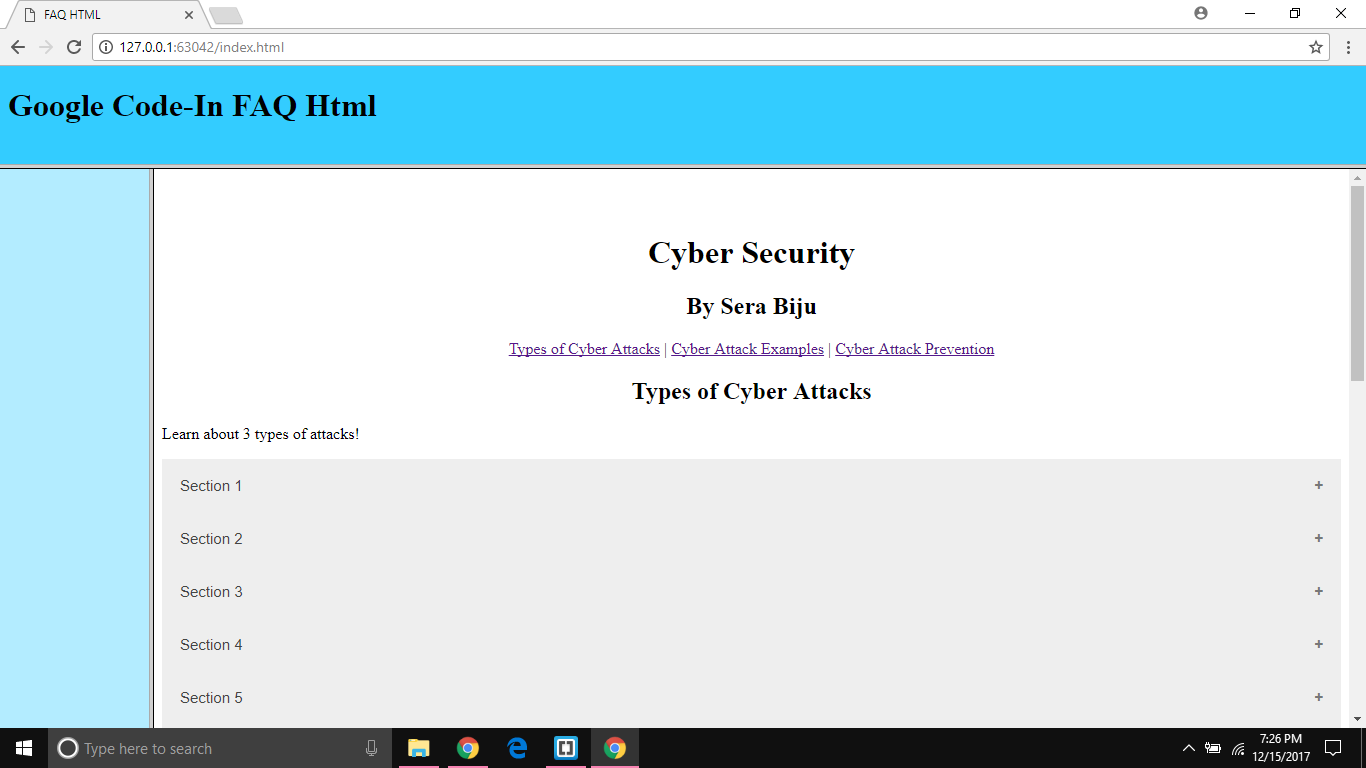 FAQ HTML
127.0.0.1:63042/index.html
Google Code-In FAQ Html
Cyber Security
By Sera Biju
Types of Cyber Attacks | Cyber Attack Examples | Cyber Attack Prevention
Types of Cyber Attacks
Learn about 3 types of attacks!
Section 1 +
Section 2 +
Section 3 +
Section 4 +
Section 5 +
Type here to search
7:26 PM
12/15/2017